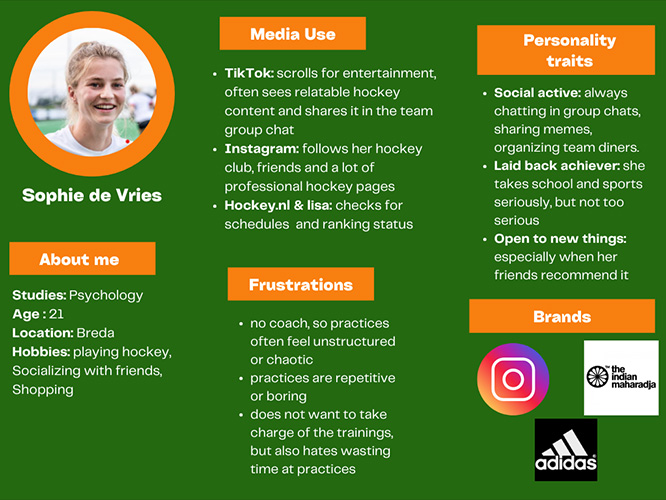 Sophie de Vries
About me
Studies: Psychology
Age : 21
Location: Breda
Hobbies: playing hockey,
Socializing with friends,
Shopping
Media Use
TikTok: scrolls for entertainment,
often sees relatable hockey
content and shares it in the team
group chat
Instagram: follows her hockey
club, friends and a lot of
professional hockey pages
Hockey.nl & lisa: checks for
schedules and ranking status
Frustrations
no coach, so practices
often feel unstructured
or chaotic
practices are repetitive
or boring
does not want to take
charge of the trainings,
but also hates wasting
time at practices
Personality
traits
Social active: always
chatting in group chats,
sharing memes,
organizing team diners.
Laid back achiever: she
takes school and sports
seriously, but not too
serious
Open to new things:
especially when her
friends recommend it
Brands
the
indian
maharadja
adidas